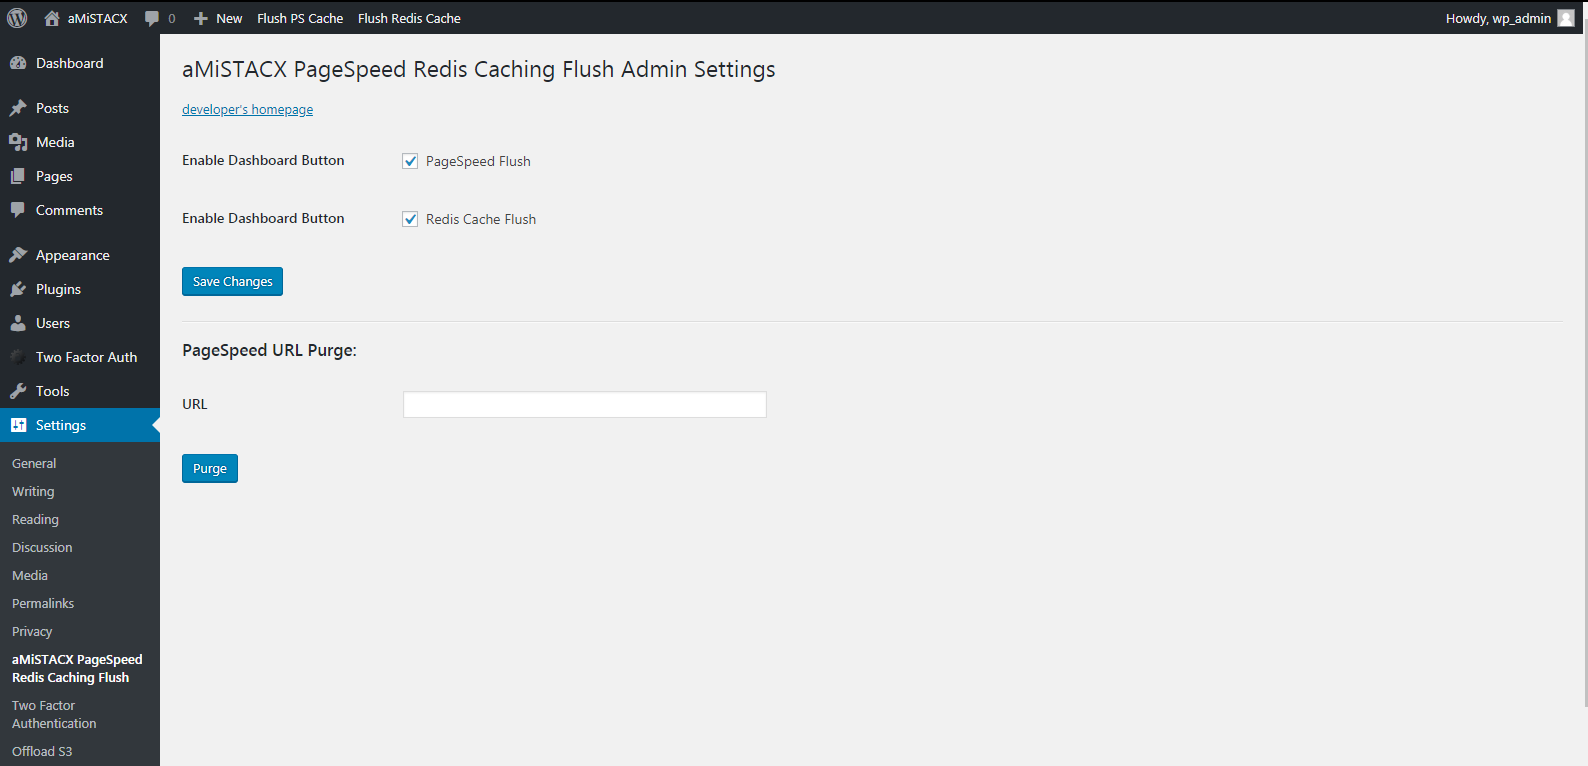 aMiSTACX 0 New Flush PS Cache Flush Redis Cache Howdy, wp_admin
Dashboard
Posts
Media
Pages
Comments
Appearance
Plugins
Users
Two Factor Auth
Tools
Settings
General
Writing
Reading
Discussion
Media
Permalinks
Privacy
aMiSTACX PageSpeed
Redis Caching Flush
Two Factor
Authentication
Offload S3
aMiSTACX PageSpeed Redis Caching Flush Admin Settings
developer's homepage
Enable Dashboard Button PageSpeed Flush
Enable Dashboard Button Redis Cache Flush
Save Changes
PageSpeed URL Purge:
URL
Purge